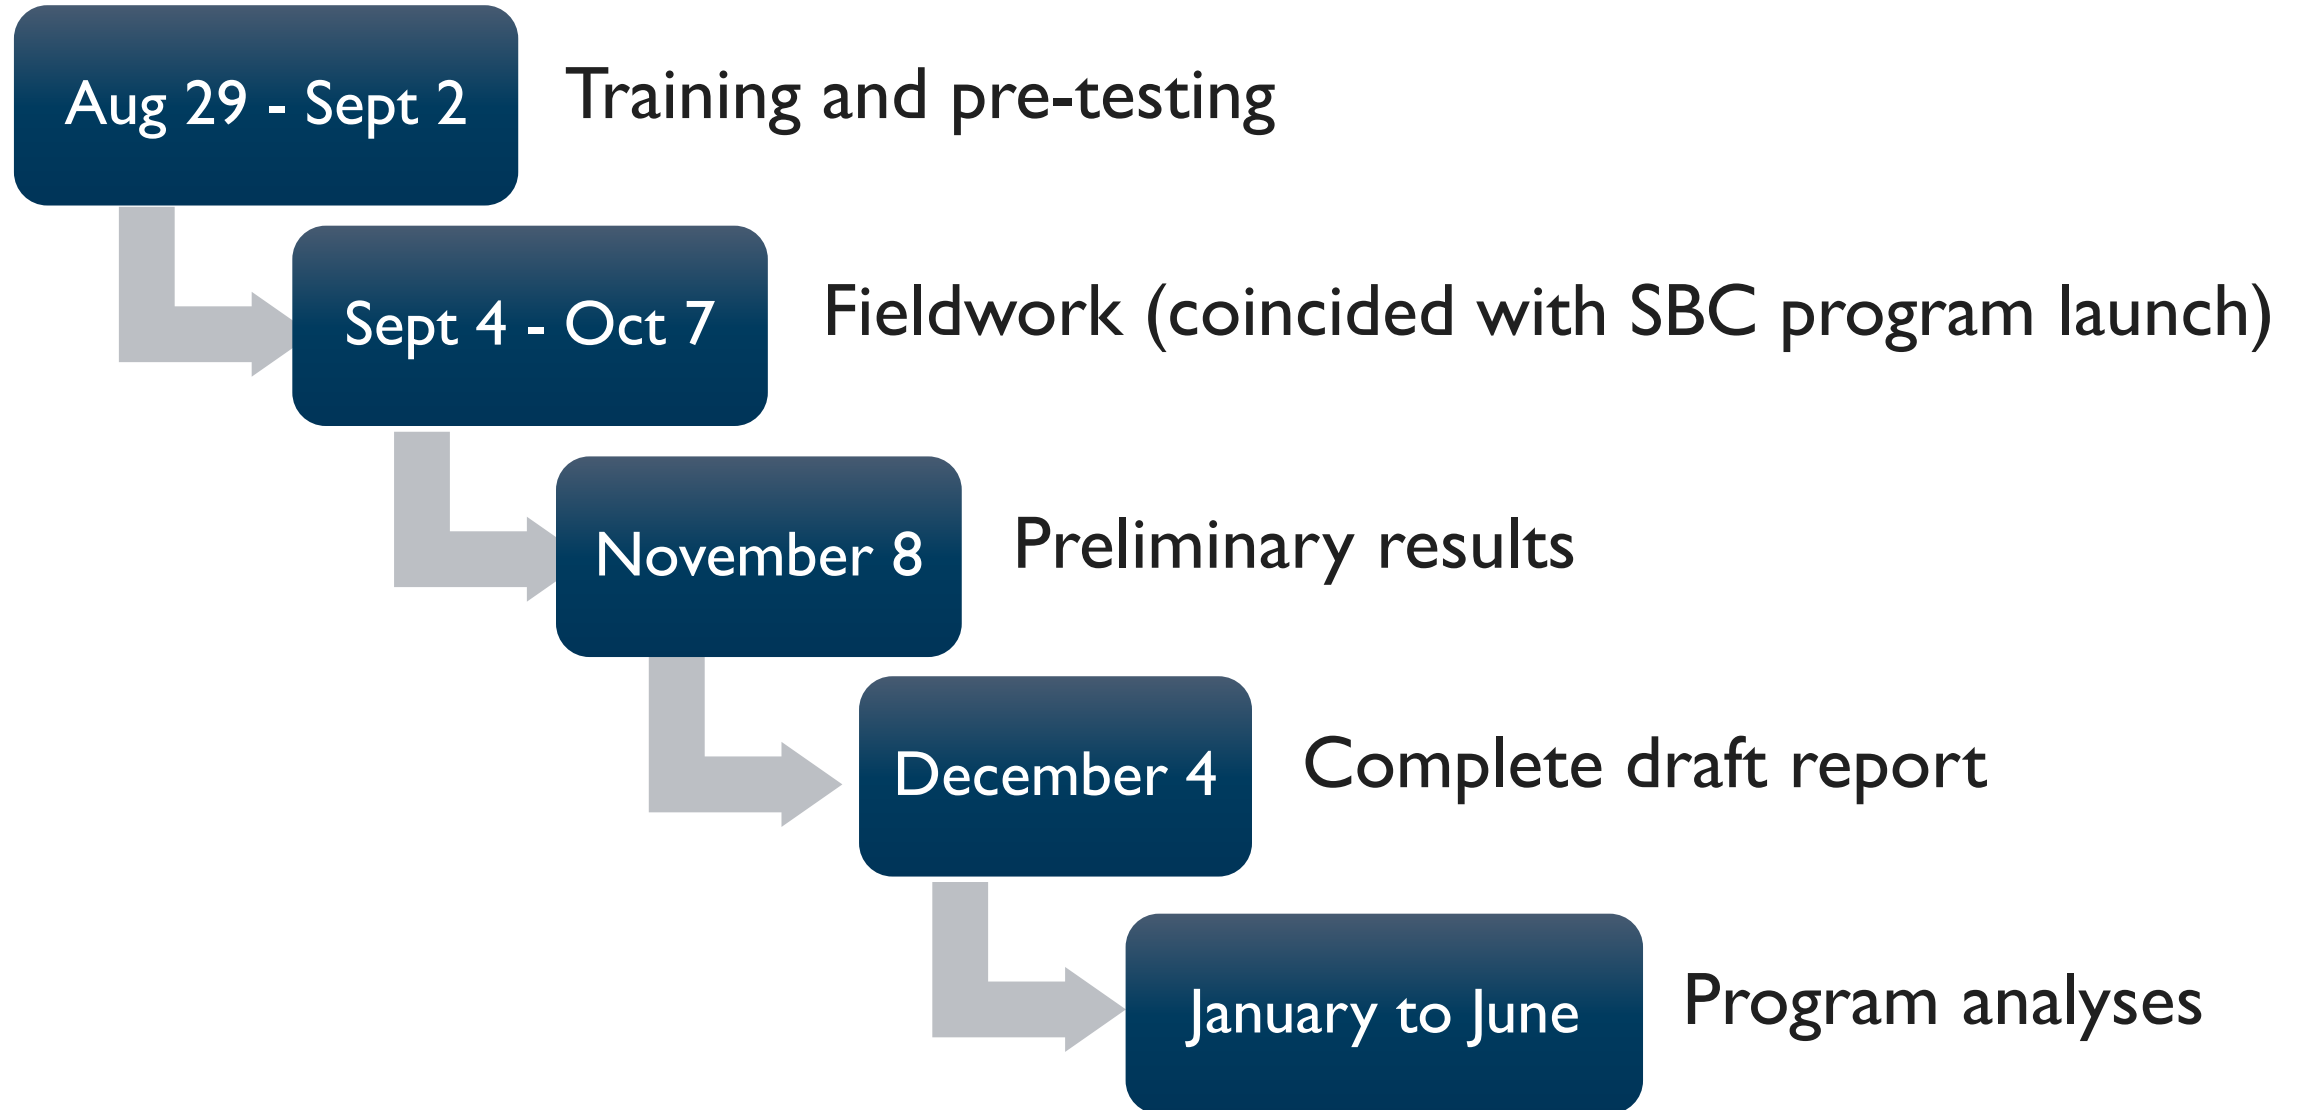 Aug 29 - Sept 2
Training and pre-testing
Sept 4 - Oct 7
Fieldwork (coincided with SBC program launch)
November 8
Preliminary results
December 4
Complete draft report
January to June
Program analyses